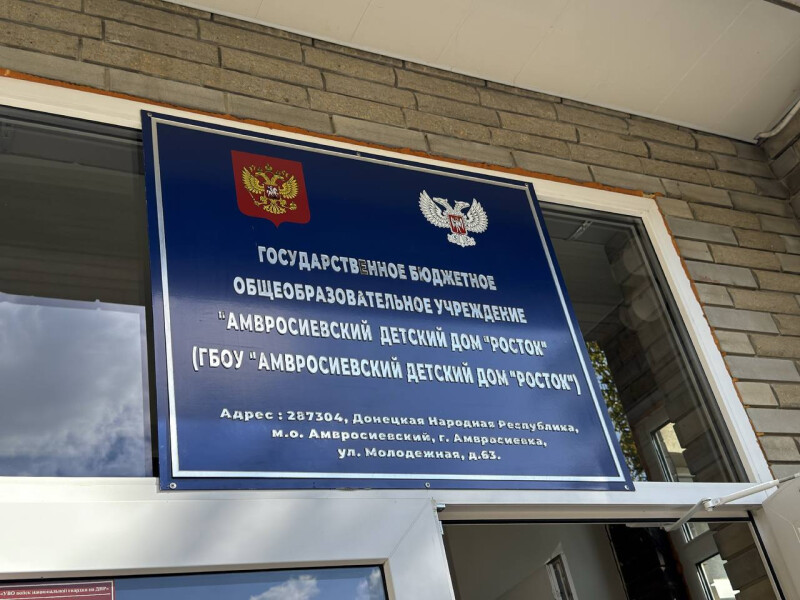 ГОСУДАРСТВЕННОЕ БЮДЖЕТНОЕ
ОБЩЕОБРАЗОВАТЕЛЬНОЕ УЧРЕЖДЕНИЕ
"АМВРОСИЕВСКИЙ ДЕТСКИЙ ДОМ "РОСТОК"
(ГБОУ "АМВРОСИЕВСКИЙ ДЕТСКИЙ ДОМ "РОСТОК")
Адрес : 287304, Донецкая Народная Республика,
м.о. Амвросиевский, г. Амвросиевка,
ул. Молодежная, д.63.